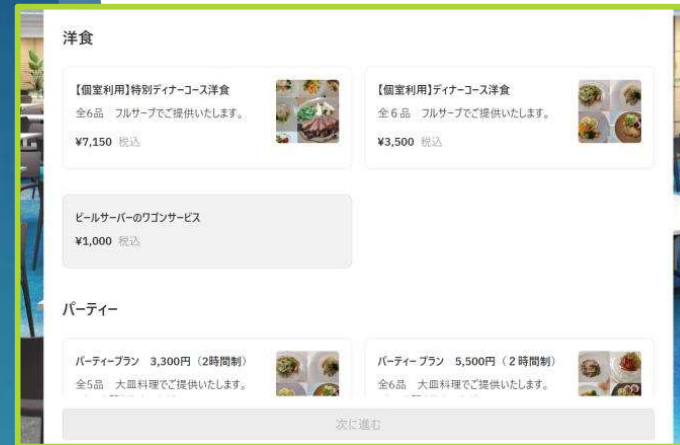 洋食
【個室利用】特別ディナーコース洋食
全6品　フルサーブでご提供いたします。
¥7,150 税込
【個室利用】ディナーコース洋食
全６品　フルサーブでご提供いたします。
¥3,500 税込
ビールサーバーのワゴンサービス
¥1,000 税込
パーティー
パーティープラン　3,300円（2時間制）
全5品　大皿料理でご提供いたします。
パーティープラン　5,500円（２時間制）
全6品　大皿料理でご提供いたします。
次に進む